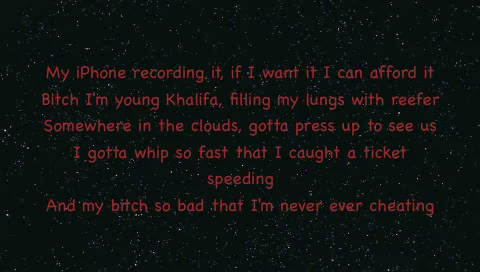 My iPhone recording it, if I want it I can afford it
Bitch I'm young Khalifa, filling my lungs with reefer
Somewhere in the clouds, gotta press up to see us
I gotta whip so fast that I caught a ticket
speeding
And my bitch so bad that I'm never ever cheating